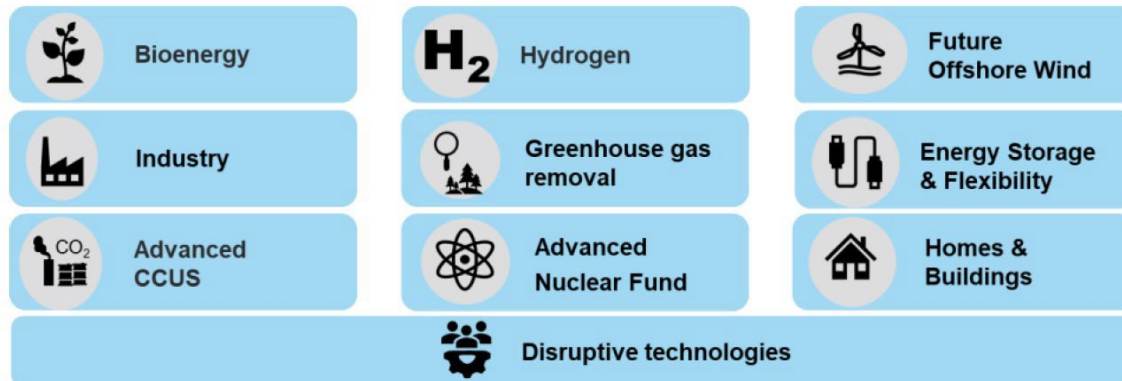 Bioenergy
H2
Hydrogen
Future
Offshore Wind
Industry
Greenhouse gas
removal
Energy Storage
& Flexibility
CO2
Advanced
CCUS
Advanced
Nuclear Fund
Homes &
Buildings
Disruptive technologies